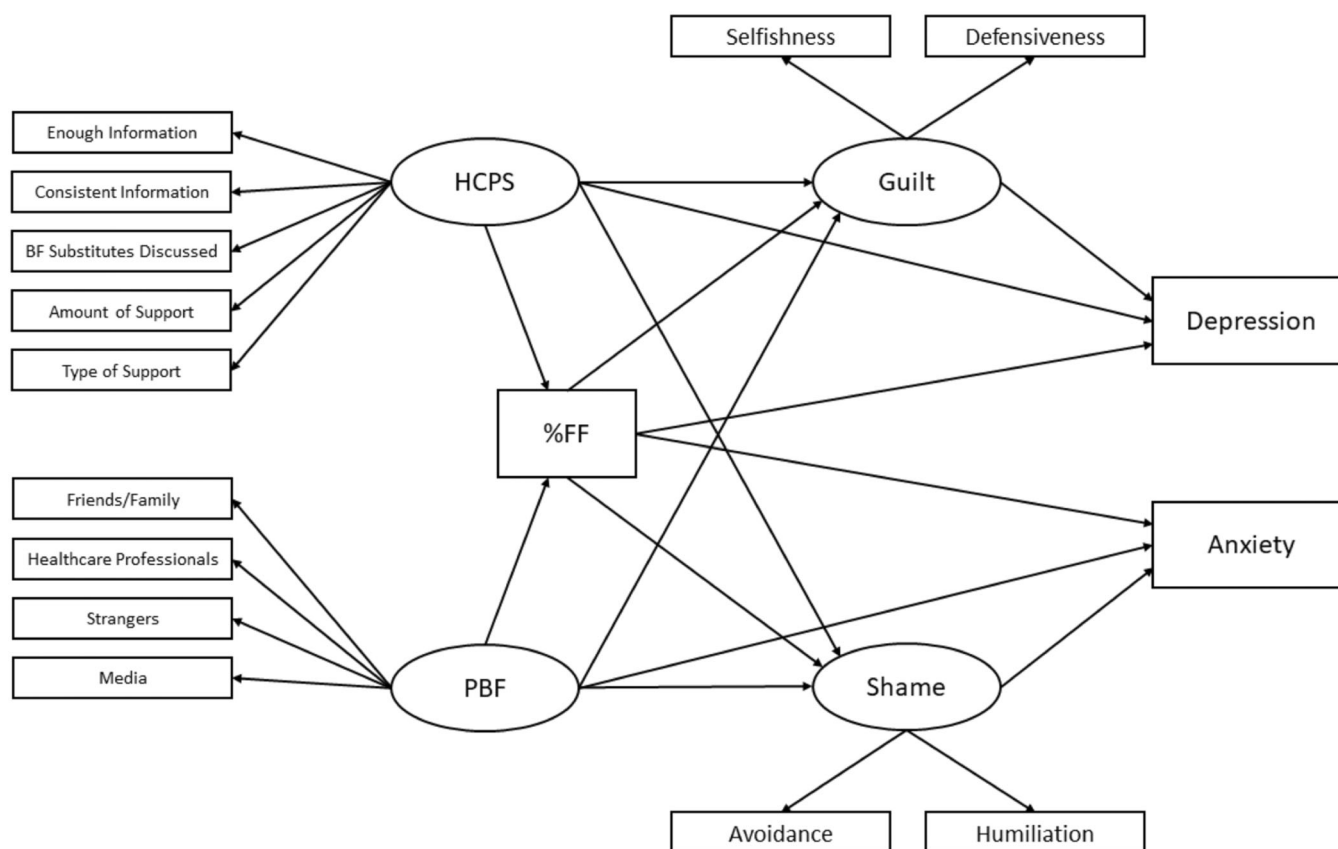 Selfishness
Defensiveness
Enough Information
Consistent Information
BF Substitutes Discussed
Amount of Support
Type of Support
HCPS
Guilt
Depression
%FF
Friends/Family
Healthcare Professionals
Strangers
Media
PBF
Shame
Anxiety
Avoidance
Humiliation